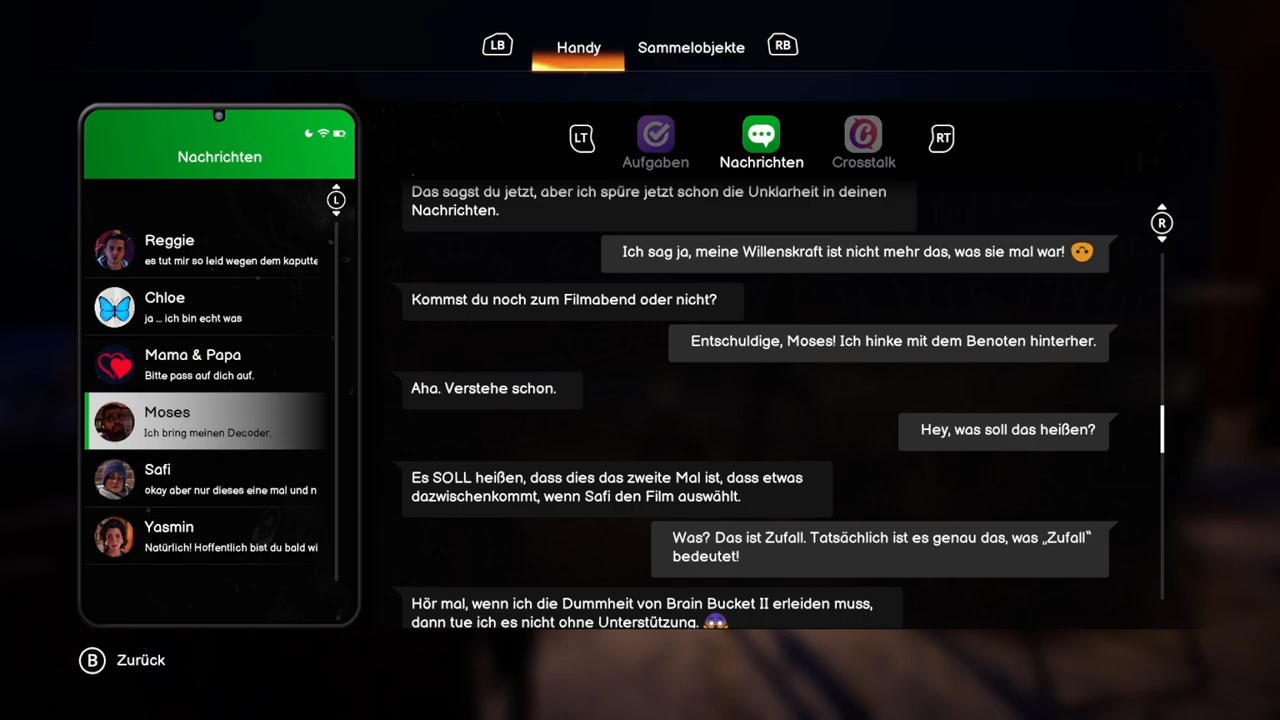 LB
Handy
Sammelobjekte
RB
Nachrichten
L
Reggie
es tut mir so leid wegen dem kaputte
Chloe
ja ... ich bin echt was
Mama & Papa
Bitte pass auf dich auf.
Moses
Ich bring meinen Decoder.
Safi
okay aber nur dieses eine mal und n
Yasmin
Natürlich! Hoffentlich bist du bald wi
LT
Aufgaben
Nachrichten
Crosstalk
RT
R
Das sagst du jetzt, aber ich spüre jetzt schon die Unklarheit in deinen
Nachrichten.
Ich sag ja, meine Willenskraft ist nicht mehr das, was sie mal war!
Kommst du noch zum Filmabend oder nicht?
Entschuldige, Moses! Ich hinke mit dem Benoten hinterher.
Aha. Verstehe schon.
Hey, was soll das heißen?
Es SOLL heißen, dass dies das zweite Mal ist, dass etwas
dazwischenkommt, wenn Safi den Film auswählt.
Was? Das ist Zufall. Tatsächlich ist es genau das, was „Zufall“
bedeutet!
Hör mal, wenn ich die Dummheit von Brain Bucket II erleiden muss,
dann tue ich es nicht ohne Unterstützung.
B
Zurück